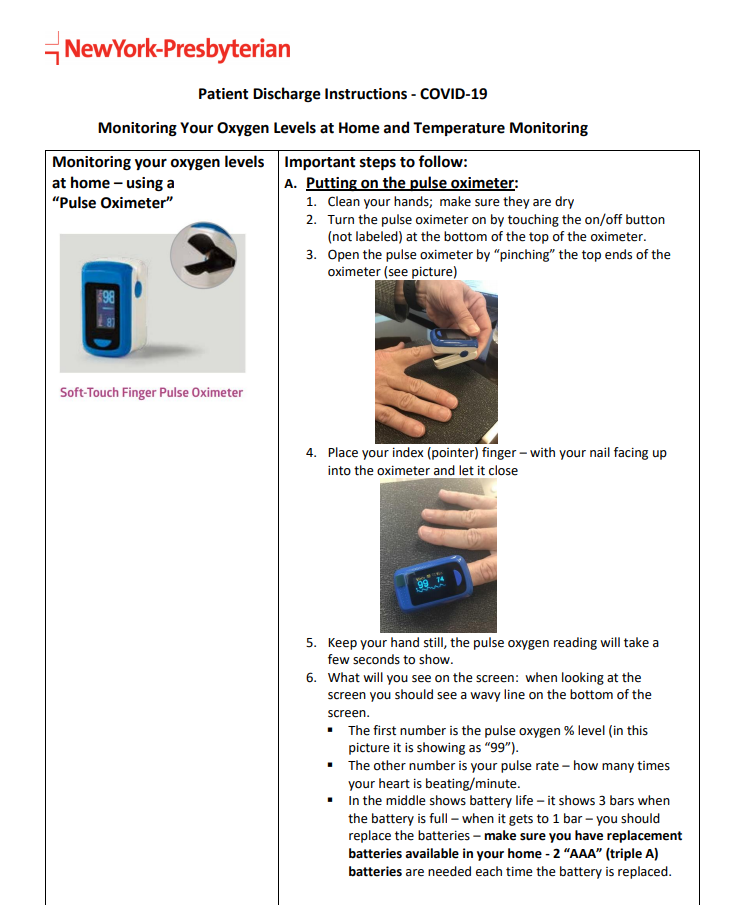 NewYork-Presbyterian
Patient Discharge Instructions - COVID-19
Monitoring Your Oxygen Levels at Home and Temperature Monitoring
Monitoring your oxygen levels
at home – using a
“Pulse Oximeter”
98
Soft-Touch Finger Pulse Oximeter
Important steps to follow:
A. Putting on the pulse oximeter:
1. Clean your hands; make sure they are dry
2. Turn the pulse oximeter on by touching the on/off button
(not labeled) at the bottom of the top of the oximeter.
3. Open the pulse oximeter by “pinching” the top ends of the
oximeter (see picture)
4. Place your index (pointer) finger – with your nail facing up
into the oximeter and let it close
99 74
5. Keep your hand still, the pulse oxygen reading will take a
few seconds to show.
6. What will you see on the screen: when looking at the
screen you should see a wavy line on the bottom of the
screen.
▪ The first number is the pulse oxygen % level (in this
picture it is showing as “99”).
▪ The other number is your pulse rate – how many times
your heart is beating/minute.
▪ In the middle shows battery life – it shows 3 bars when
the battery is full – when it gets to 1 bar – you should
replace the batteries – make sure you have replacement
batteries available in your home - 2 “AAA” (triple A)
batteries are needed each time the battery is replaced.